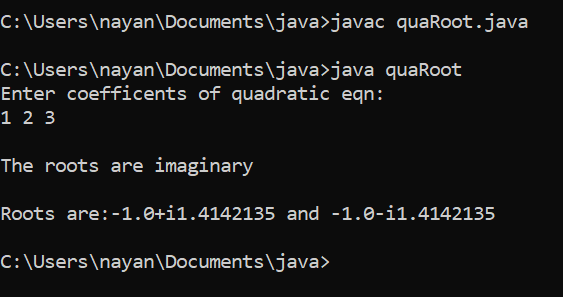 C:\Users\nayan\Documents\java>javac quaRoot.java
C:\Users\nayan\Documents\java>java quaRoot
Enter coefficents of quadratic eqn:
1 2 3
The roots are imaginary
Roots are:-1.0+i1.4142135 and -1.0-i1.4142135
C:\Users\nayan\Documents\java>